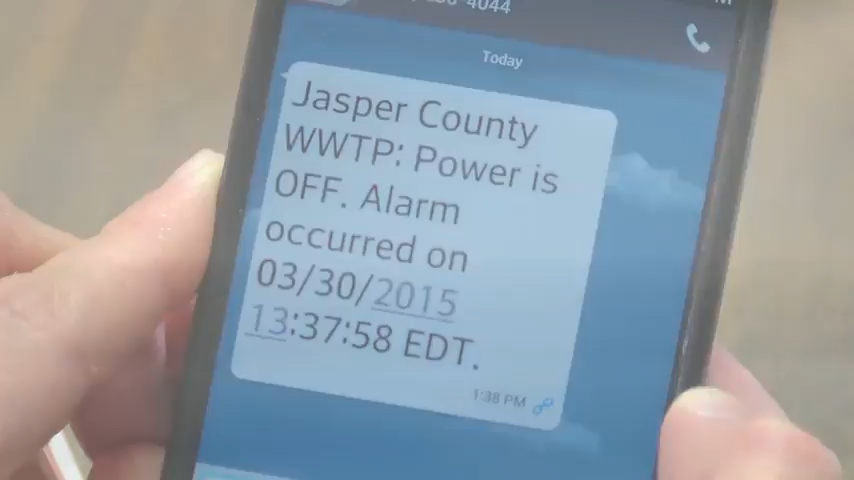 4044
Today
Jasper County
WWTP: Power is
OFF. Alarm
occurred on
03/30/2015
13:37:58 EDT.
1:38 PM